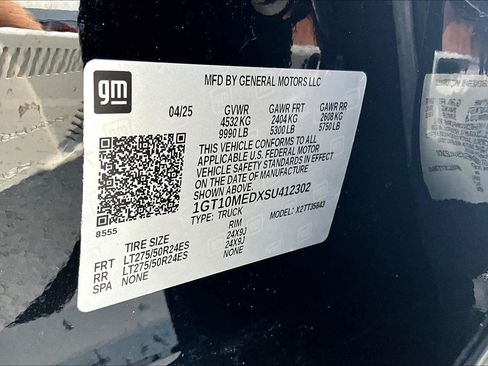 gm
MFD BY GENERAL MOTORS LLC
04/25 GVWR GAWR FRT GAWR RR
4532 KG 2404 KG 2608 KG
9990 LB 5300 LB 5750 LB
THIS VEHICLE CONFORMS TO ALL
APPLICABLE U.S. FEDERAL MOTOR
VEHICLE SAFETY STANDARDS IN EFFECT
ON THE DATE OF MANUFACTURE
SHOWN ABOVE.
1GT10MEDXSU412302
TYPE: TRUCK MODEL: X2TT35843
8555
TIRE SIZE RIM
FRT LT275/50R24ES 24X9J
RR LT275/50R24ES 24X9J
SPA NONE NONE